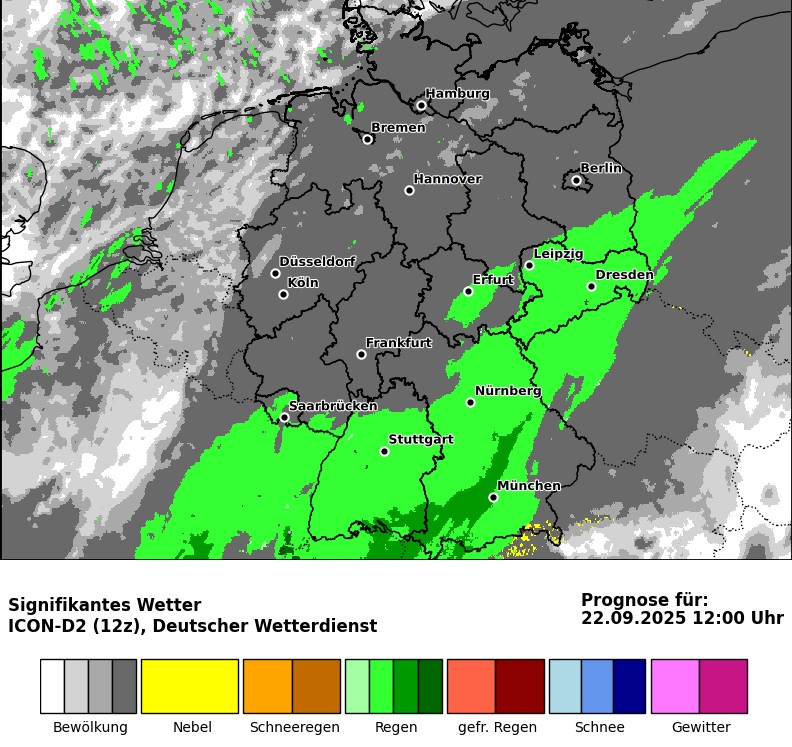 Hamburg
Bremen
Berlin
Hannover
Leipzig
Düsseldorf
Dresden
Erfurt
Köln
Frankfurt
Nürnberg
Saarbrücken
Stuttgart
München
Signifikantes Wetter
ICON-D2 (12z), Deutscher Wetterdienst
Prognose für:
22.09.2025 12:00 Uhr
Bewölkung
Nebel
Schneeregen
Regen
gefr. Regen
Schnee
Gewitter